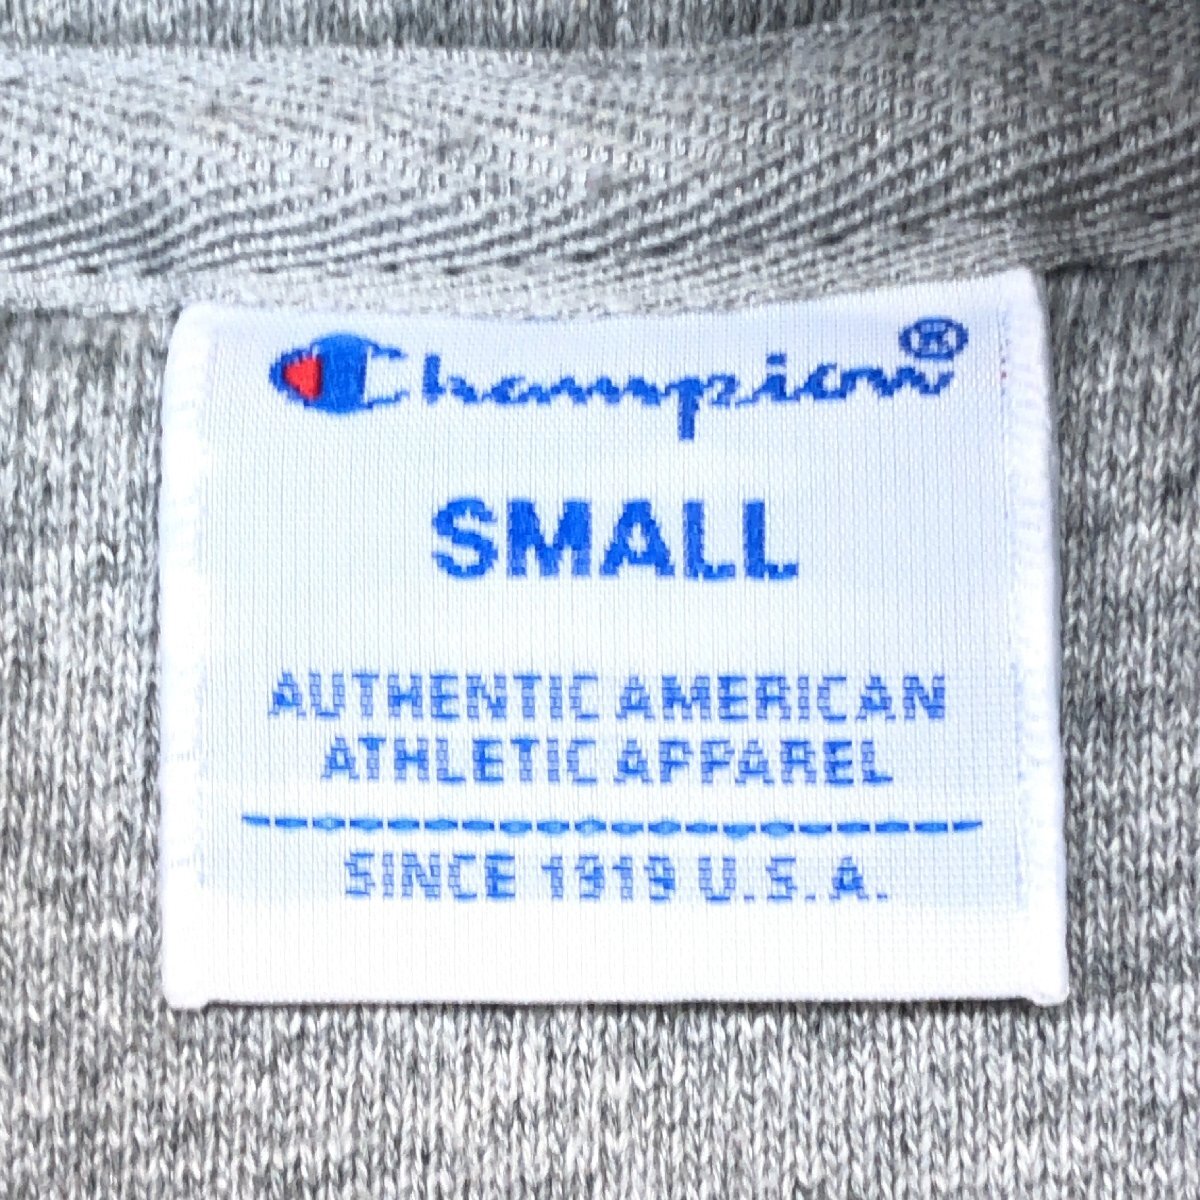 Champion®
SMALL
AUTHENTIC AMERICAN
ATHLETIC APPAREL
SINCE 1919 U.S.A.